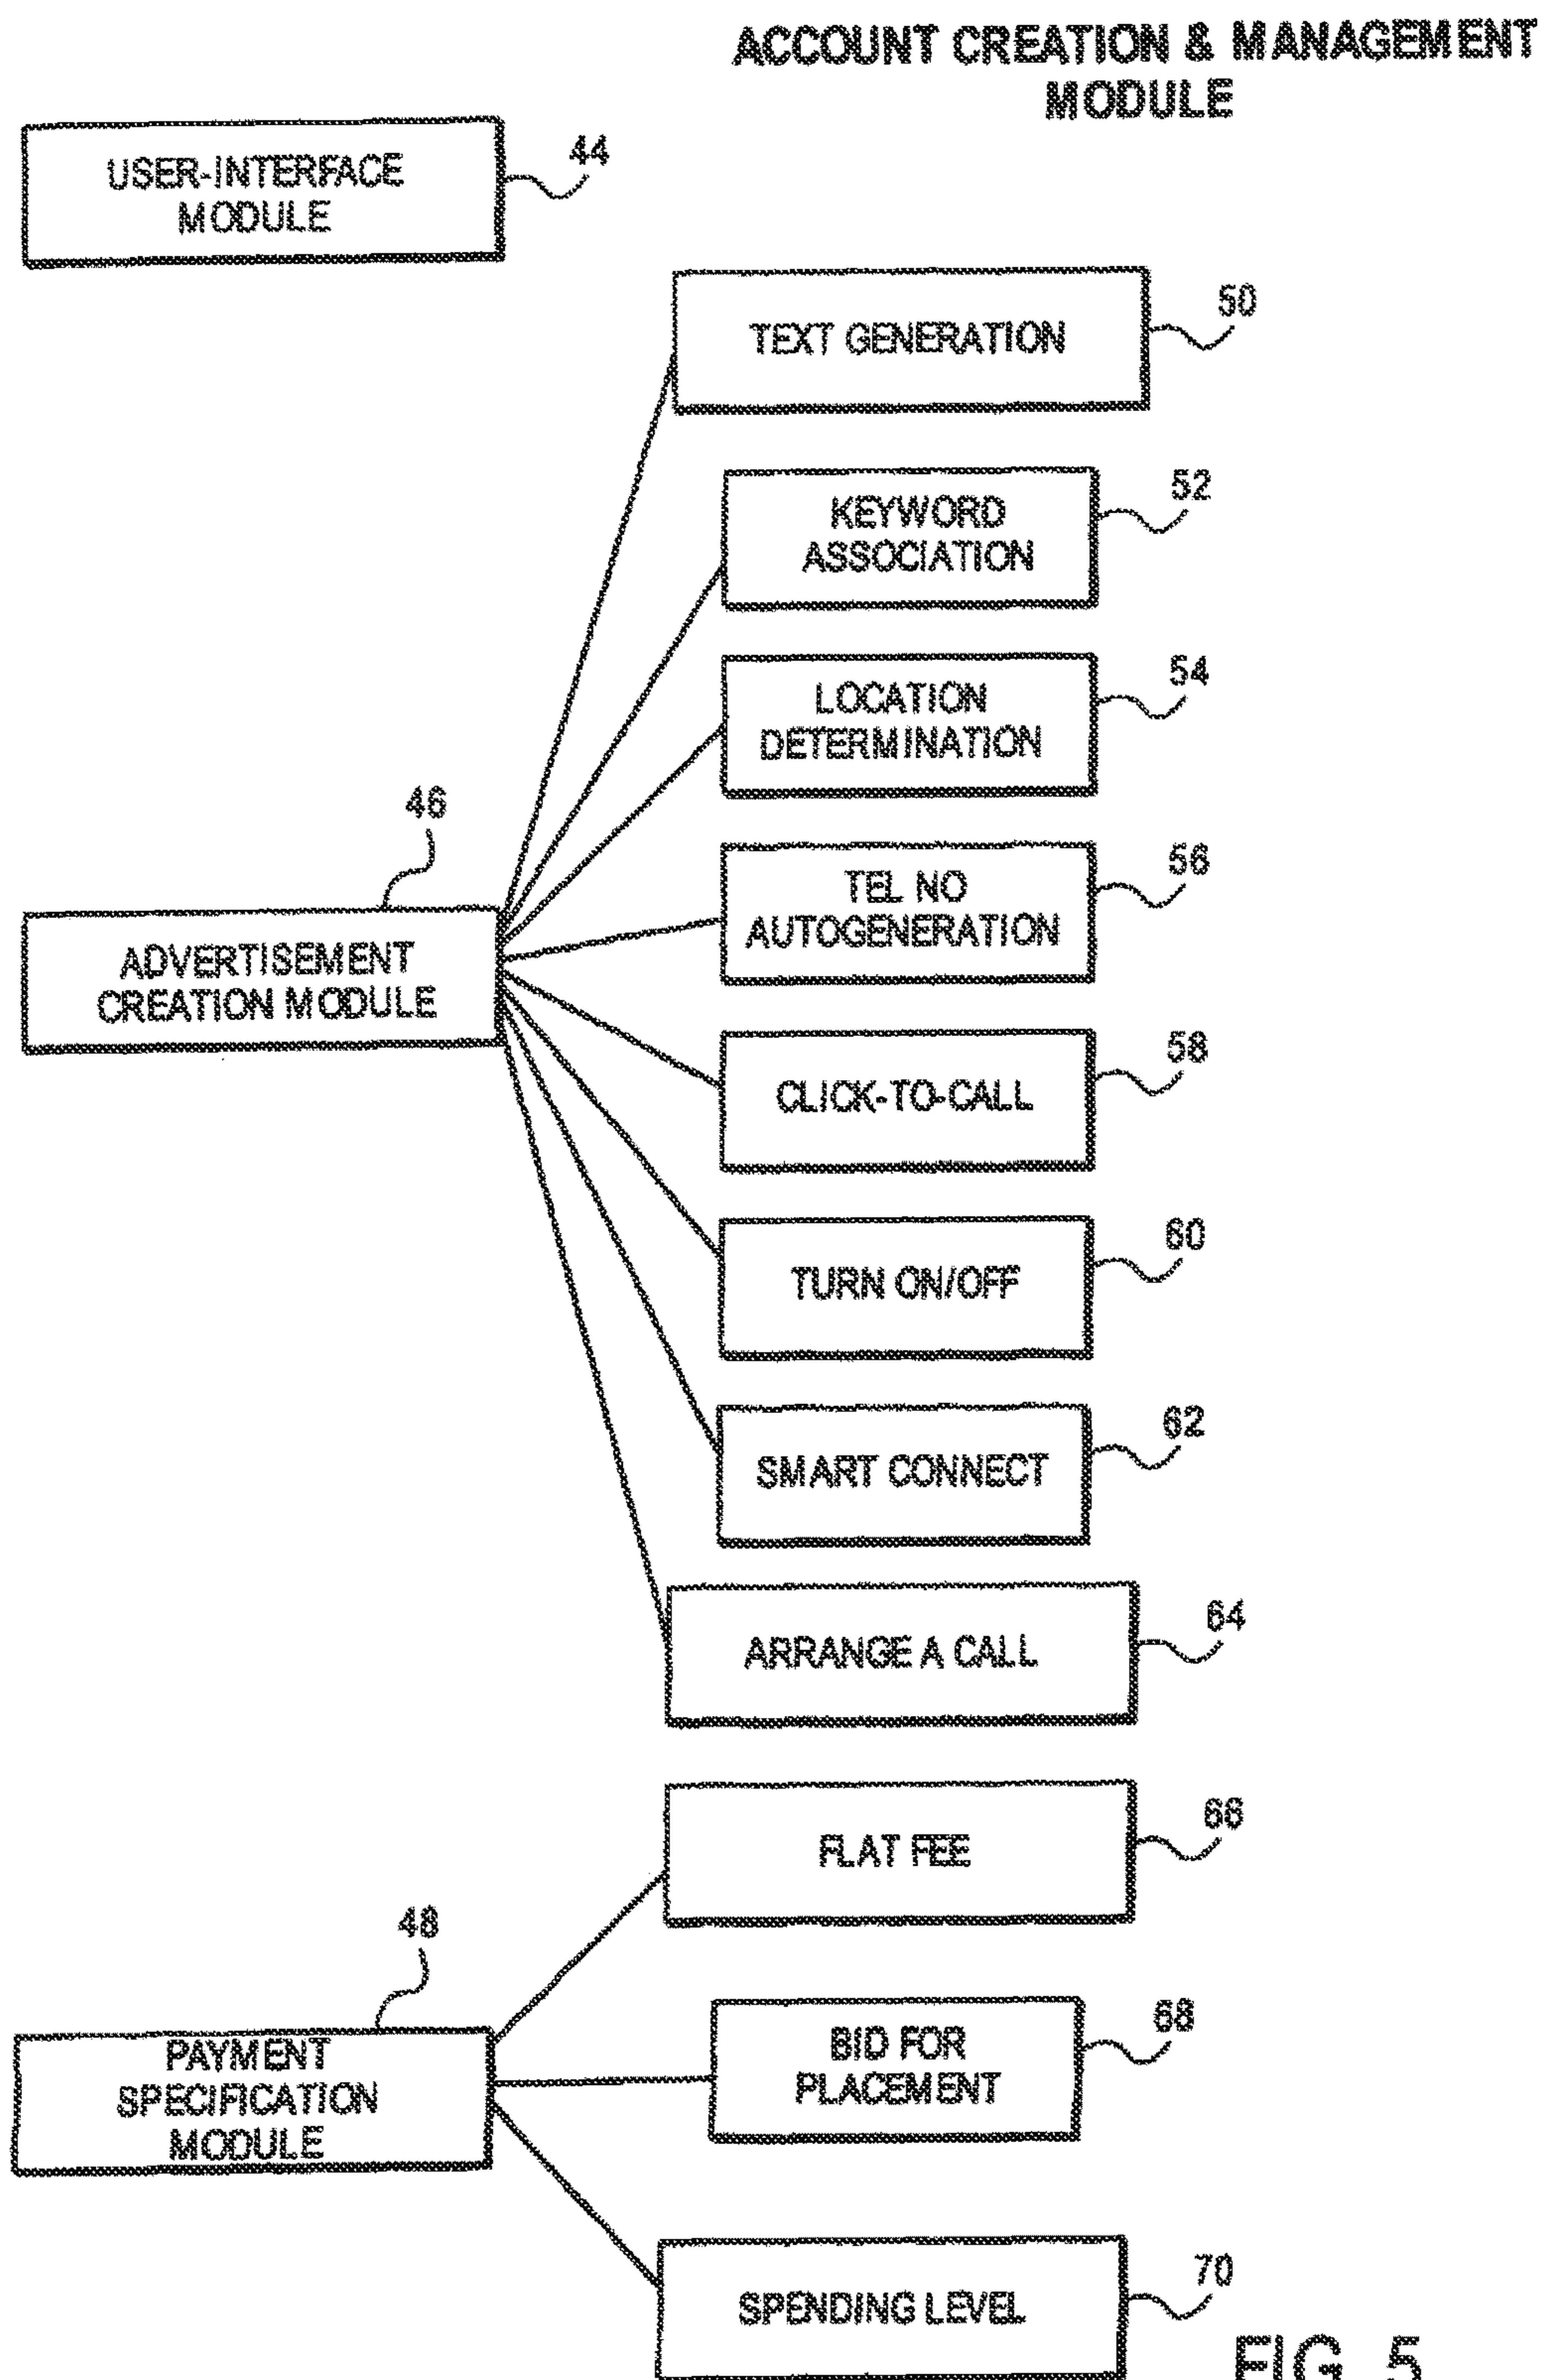 ACCOUNT CREATION & MANAGEMENT
MODULE
USER-INTERFACE
MODULE
44
TEXT GENERATION
50
KEYWORD
ASSOCIATION
52
LOCATION
DETERMINATION
54
46
ADVERTISEMENT
CREATION MODULE
TEL NO
AUTOGENERATION
56
CLICK-TO-CALL
58
TURN ON/OFF
60
SMART CONNECT
62
ARRANGE A CALL
64
FLAT FEE
66
48
PAYMENT
SPECIFICATION
MODULE
BID FOR
PLACEMENT
68
SPENDING LEVEL
70
FIG. 5